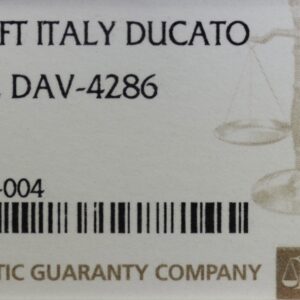 FT ITALY DUCATO
DAV-4286
-004
TIC GUARANTY COMPANY